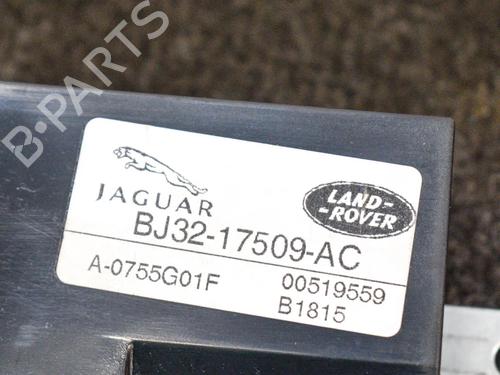 B-PARTS
JAGUAR
LAND-
-ROVER
BJ32-17509-AC
A-0755G01F
00519559
B1815